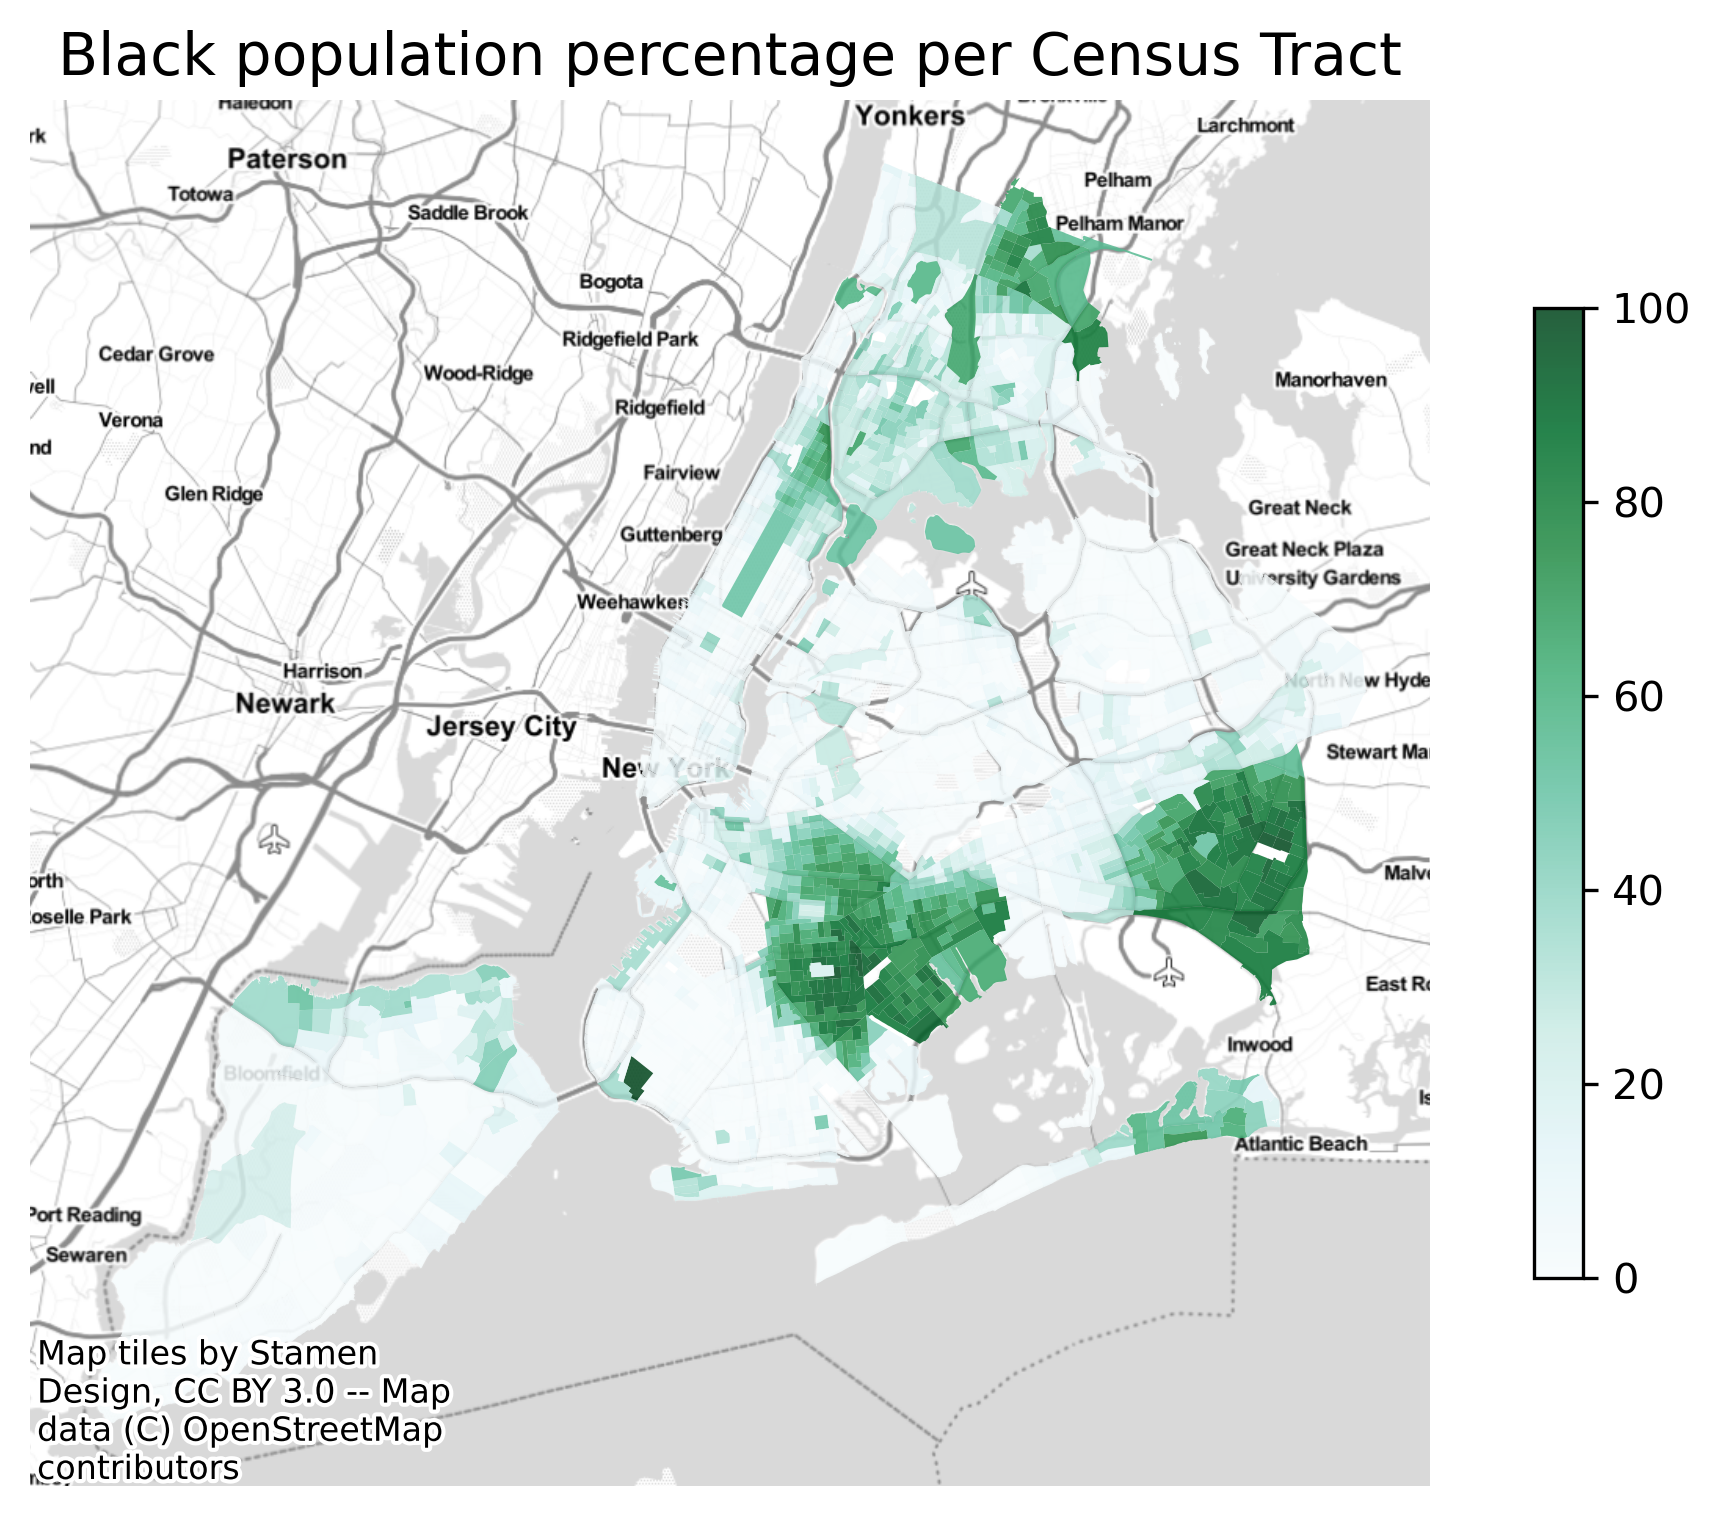 Black population percentage per Census Tract
Haledon
Yonkers
Larchmont
rk
Paterson
Totowa
Pelham
Saddle Brook
Pelham Manor
Bogota
Ridgefield Park
Cedar Grove
Wood-Ridge
vell
Manorhaven
Ridgefield
Verona
nd
Fairview
Glen Ridge
Great Neck
Guttenberg
Great Neck Plaza
University Gardens
Weehawken
Harrison
North New Hyde
Newark
Jersey City
Stewart Ma
New York
orth
Malve
oselle Park
East Ro
Inwood
Bloomfield
Is
Atlantic Beach
Port Reading
Sewaren
Map tiles by Stamen
Design, CC BY 3.0 -- Map
data (C) OpenStreetMap
contributors
100
80
60
40
20
0